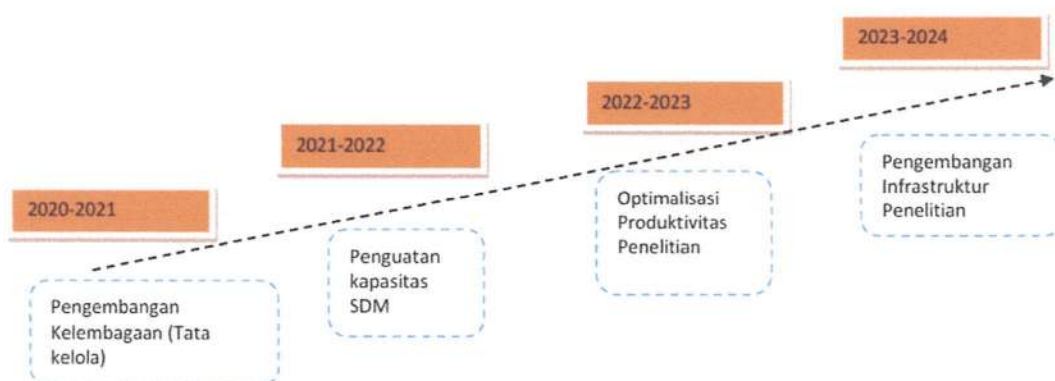 2020-2021
Pengembangan
Kelembagaan (Tata
kelola)
2021-2022
Penguatan
kapasitas
SDM
2022-2023
Optimalisasi
Produktivitas
Penelitian
2023-2024
Pengembangan
Infrastruktur
Penelitian